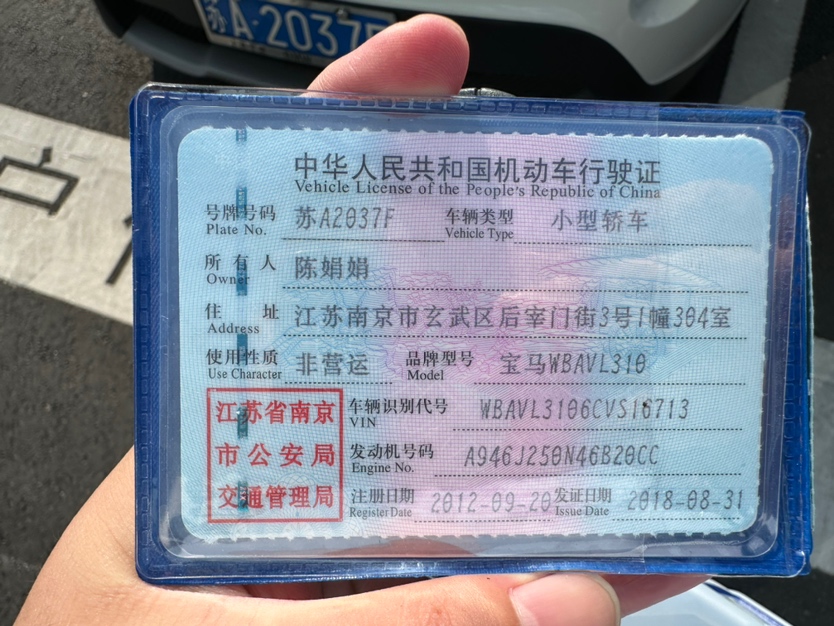 苏A·2037F
中华人民共和国机动车行驶证
Vehicle License of the People's Republic of China
号牌号码 苏A2037F 车辆类型 小型轿车
Plate No. Vehicle Type
所有人 陈娟娟
Owner
住址 江苏南京市玄武区后宰门街3号1幢304室
Address
使用性质 非营运 品牌型号 宝马WBAVL310
Use Character Model
江苏省南京
市公安局
交通管理局
车辆识别代号 WBAVL3106CVS16713
VIN
发动机号码 A946J250N46B20CC
Engine No.
注册日期 2012-09-20 发证日期 2018-08-31
Register Date Issue Date